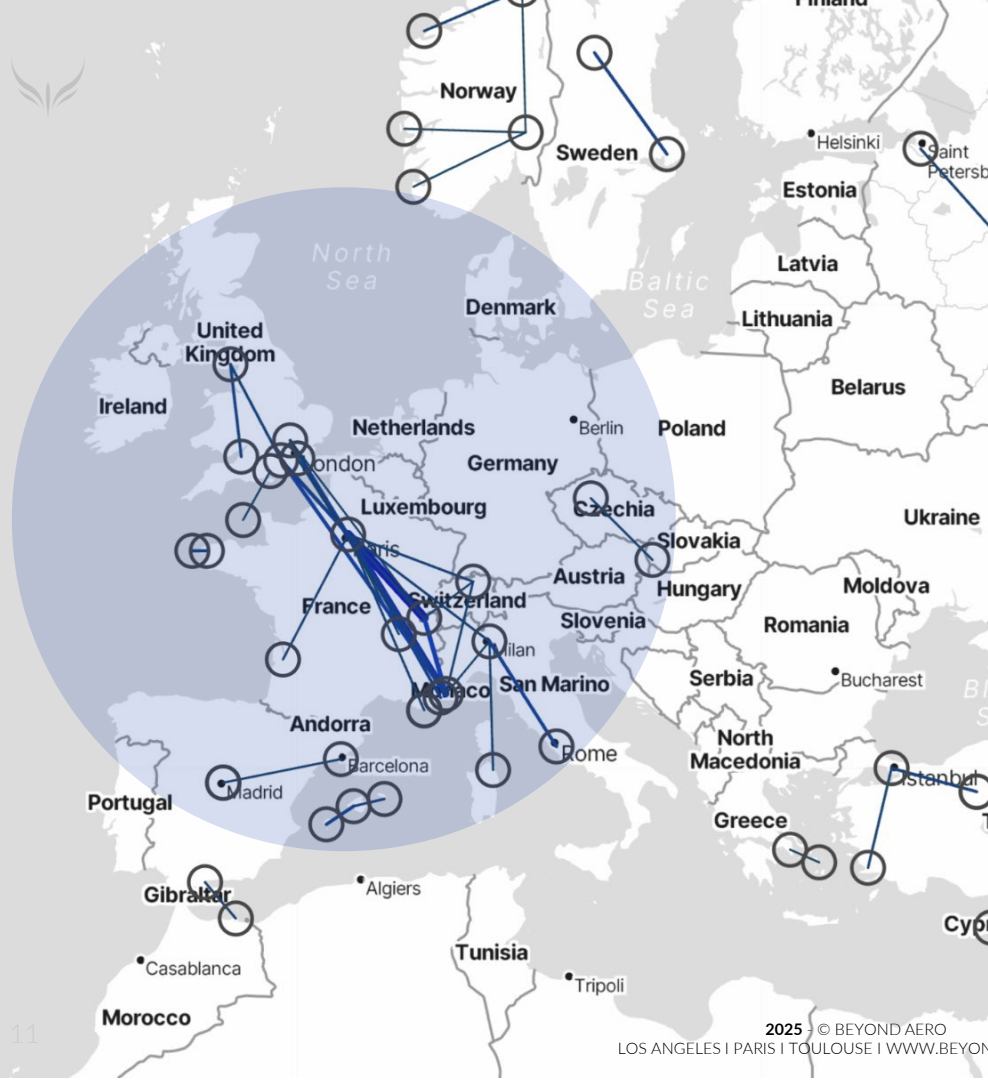 Finland
Norway
Sweden
Helsinki
Saint
Petersb
Estonia
North
Sea
Baltic
Sea
Latvia
Denmark
Lithuania
United
Kingdom
Belarus
Ireland
Netherlands
Berlin
Poland
Germany
London
Luxembourg
Czechia
Ukraine
Paris
Slovakia
Austria
Hungary
Moldova
France
Switzerland
Slovenia
Romania
Milan
Monaco
San Marino
Serbia
Bucharest
Bl
S
Andorra
North
Macedonia
Rome
Barcelona
Istanbul
Madrid
Portugal
Greece
T
Gibraltar
Algiers
Cyp
Tunisia
Casablanca
Tripoli
Morocco
11
2025 - © BEYOND AERO
LOS ANGELES I PARIS I TOULOUSE I WWW.BEYON